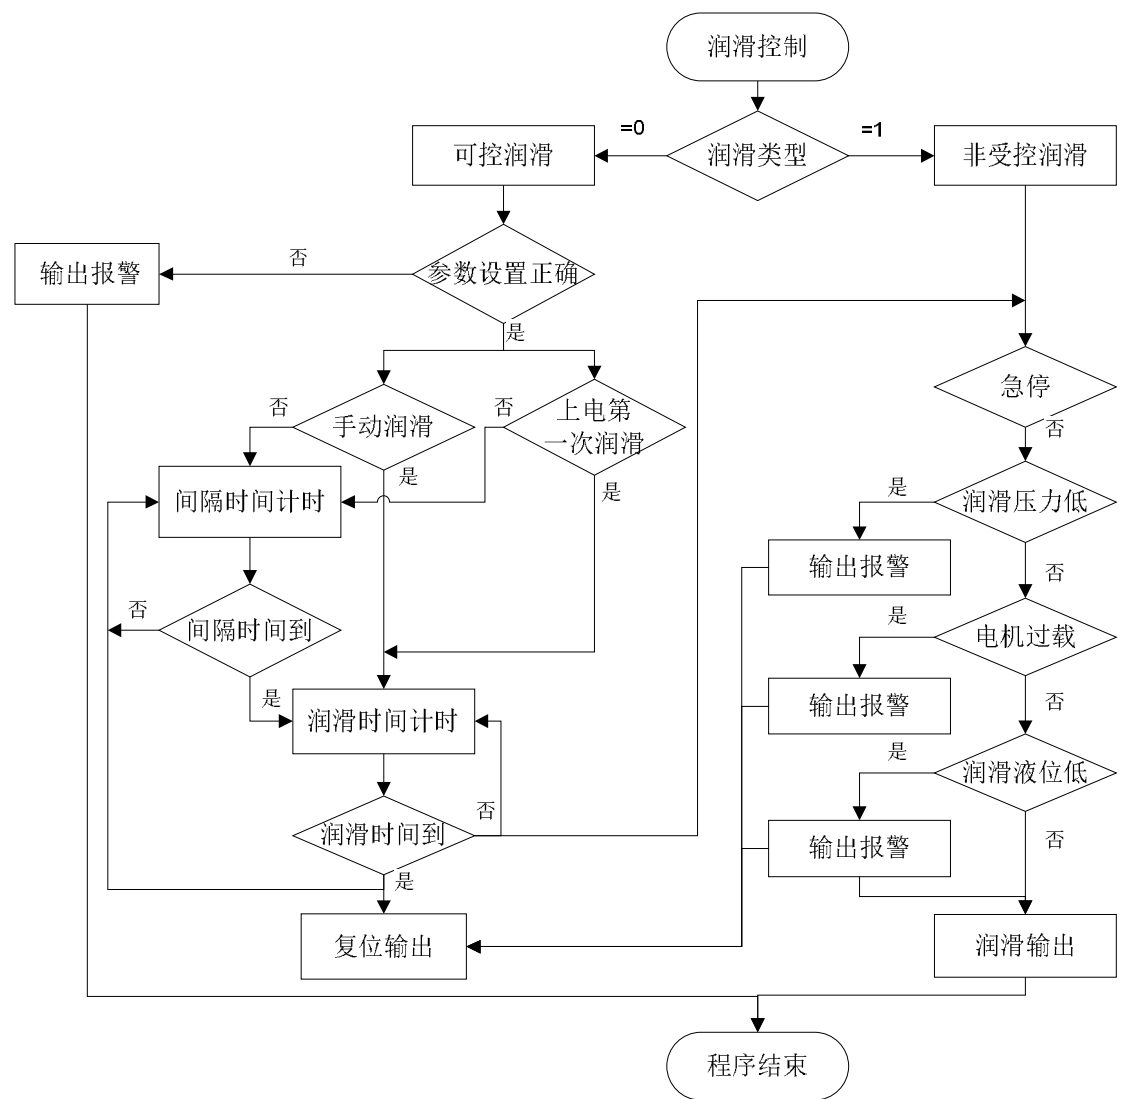 润滑控制
=0
=1
可控润滑
润滑类型
非受控润滑
否
输出报警
参数设置正确
是
急停
否
否
上电第
一次润滑
手动润滑
否
是
是
是
间隔时间计时
润滑压力低
输出报警
否
否
间隔时间到
是
电机过载
是
输出报警
否
润滑时间计时
是
润滑液位低
否
润滑时间到
输出报警
否
是
复位输出
润滑输出
程序结束